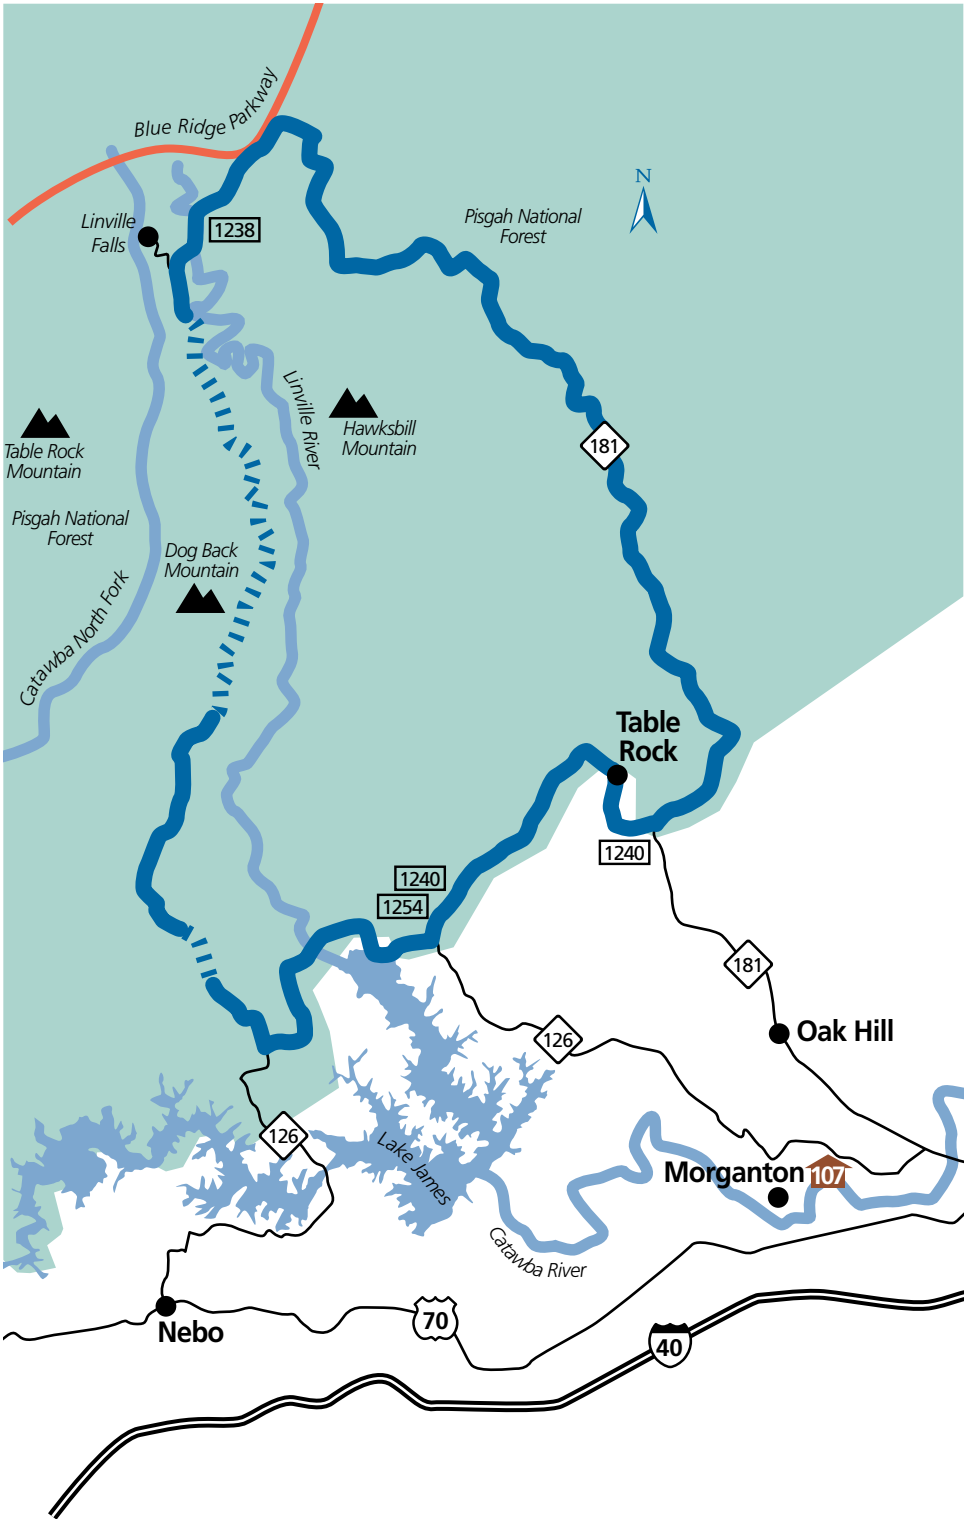 Blue Ridge Parkway
N
Linville
Falls
1238
Pisgah National
Forest
Linville River
Hawksbill
Mountain
181
Table Rock
Mountain
Pisgah National
Forest
Dog Back
Mountain
Catawba North Fork
Table
Rock
1240
1240
1254
181
126
Oak Hill
126
Lake James
Morganton
107
Catawba River
Nebo
70
40